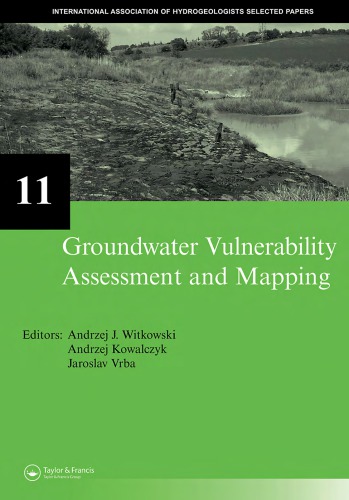 INTERNATIONAL ASSOCIATION OF HYDROGEOLOGISTS SELECTED PAPERS
11
Groundwater Vulnerability
Assessment and Mapping
Editors: Andrzej J. Witkowski
Andrzej Kowalczyk
Jaroslav Vrba
Taylor & Francis
Taylor & Francis Group